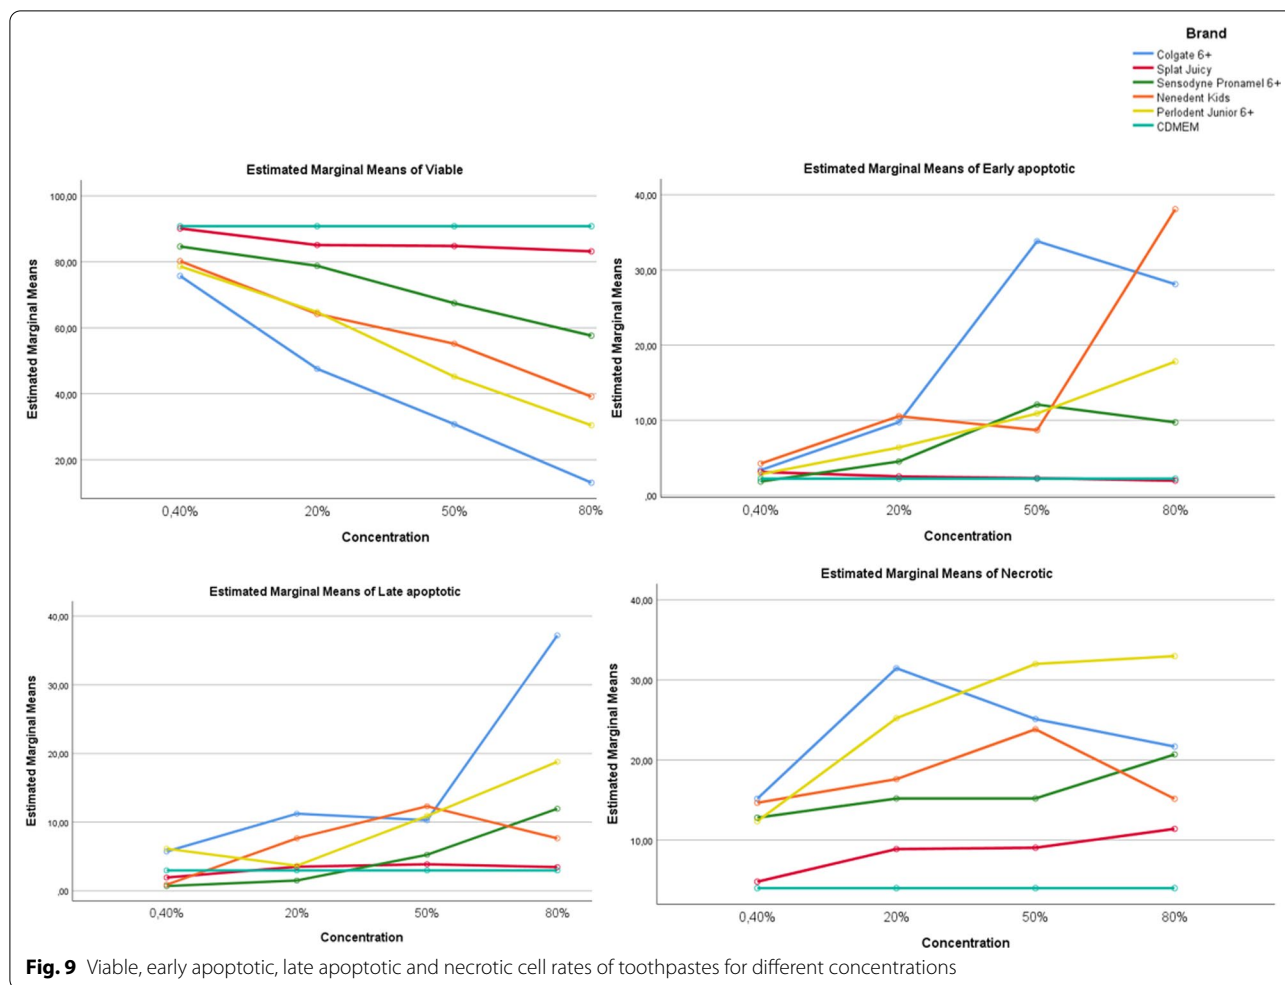 Brand
Colgate 6+
Splat Juicy
Sensodyne Pronamel 6+
Nenedent Kids
Perlodent Junior 6+
CDMEM
Estimated Marginal Means of Viable
Estimated Marginal Means
100,00
80,00
60,00
40,00
20,00
0,40%
20%
50%
80%
Concentration
Estimated Marginal Means of Early apoptotic
Estimated Marginal Means
40,00
30,00
20,00
10,00
,00
0,40%
20%
50%
80%
Concentration
Estimated Marginal Means of Late apoptotic
Estimated Marginal Means
40,00
30,00
20,00
10,00
,00
0,40%
20%
50%
80%
Concentration
Estimated Marginal Means of Necrotic
Estimated Marginal Means
40,00
30,00
20,00
10,00
0,40%
20%
50%
80%
Concentration
Fig. 9 Viable, early apoptotic, late apoptotic and necrotic cell rates of toothpastes for different concentrations